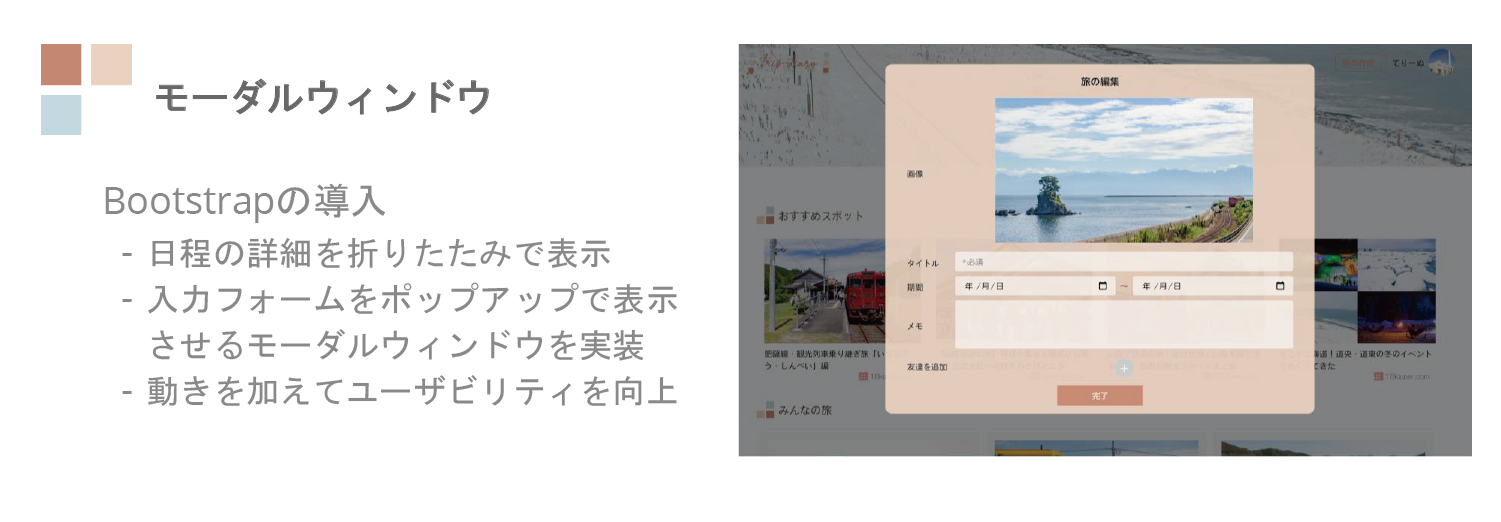 モーダルウィンドウ
Bootstrapの導入
- 日程の詳細を折りたたみで表示
- 入力フォームをポップアップで表示
させるモーダルウィンドウを実装
- 動きを加えてユーザビリティを向上
てりーぬ
旅の編集
画像
おすすめスポット
タイトル
*必須
期間
年 /月/日
～
年 /月/日
メモ
友達を追加
+
完了
みんなの旅